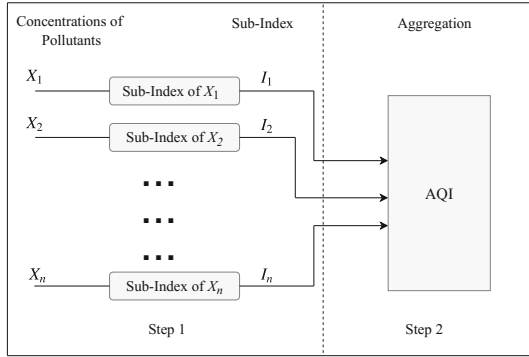 Concentrations of Sub-Index Aggregation
Pollutants
X1 I1
Sub-Index of X1
X2 I2
Sub-Index of X2
AQI
Xn In
Sub-Index of Xn
Step 1 Step 2